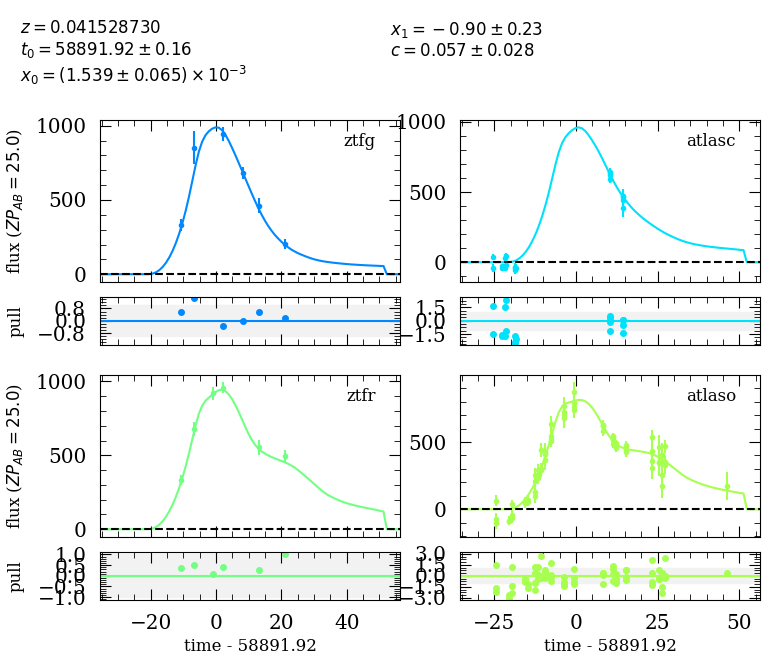 z = 0.041528730
t₀ = 58891.92 ± 0.16
x₀ = (1.539 ± 0.065) × 10⁻³
x₁ = −0.90 ± 0.23
c = 0.057 ± 0.028
flux (ZP_AB = 25.0)
1000
500
0
ztfg
1000
500
0
atlasc
pull
0.8
0.0
−0.8
1.5
0.0
−1.5
flux (ZP_AB = 25.0)
1000
500
0
ztfr
500
0
atlaso
pull
1.0
0.5
0.0
−0.5
−1.0
3.0
1.5
0.0
−1.5
−3.0
−20 0 20 40
time - 58891.92
−25 0 25 50
time - 58891.92